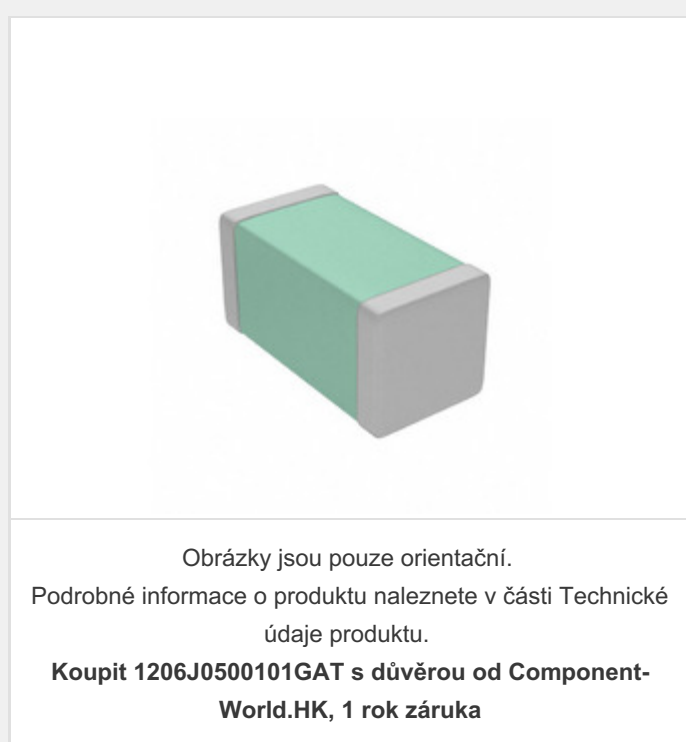 Obrázky jsou pouze orientační.
Podrobné informace o produktu naleznete v části Technické
údaje produktu.
Koupit 1206J0500101GAT s důvěrou od Component-
World.HK, 1 rok záruka